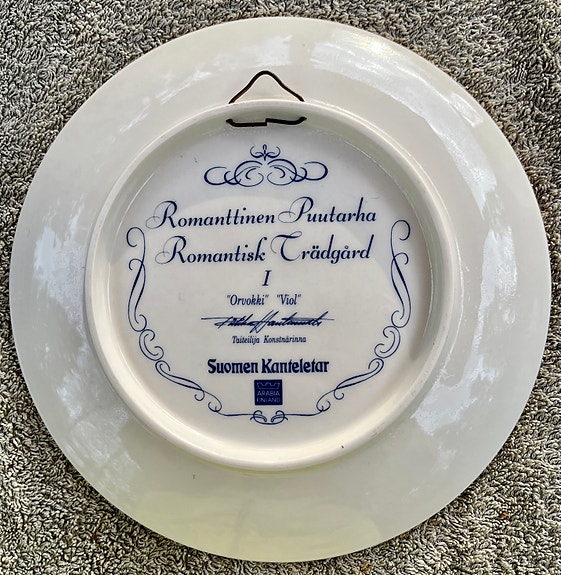 Romanttinen Puutarha
Romantisk Trädgård
I
"Orvokki" "Viol"
Taiteilija Konstnärinna
Suomen Kanteletar
ARABIA
FINLAND